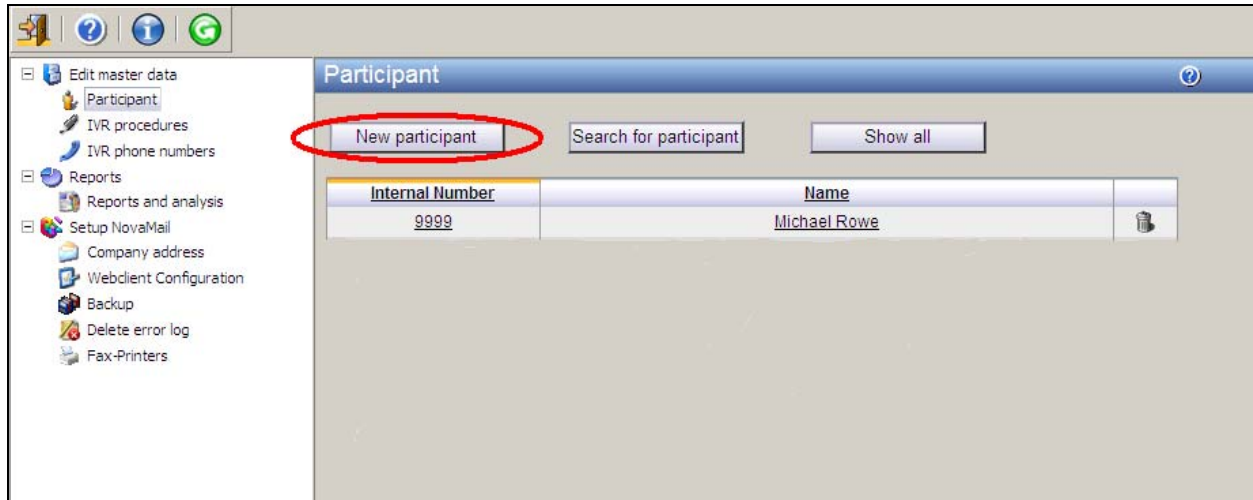 Edit master data
Participant
IVR procedures
IVR phone numbers
Reports
Reports and analysis
Setup NovaMail
Company address
Webclient Configuration
Backup
Delete error log
Fax-Printers
Participant
New participant Search for participant Show all
Internal Number Name
9999 Michael Rowe